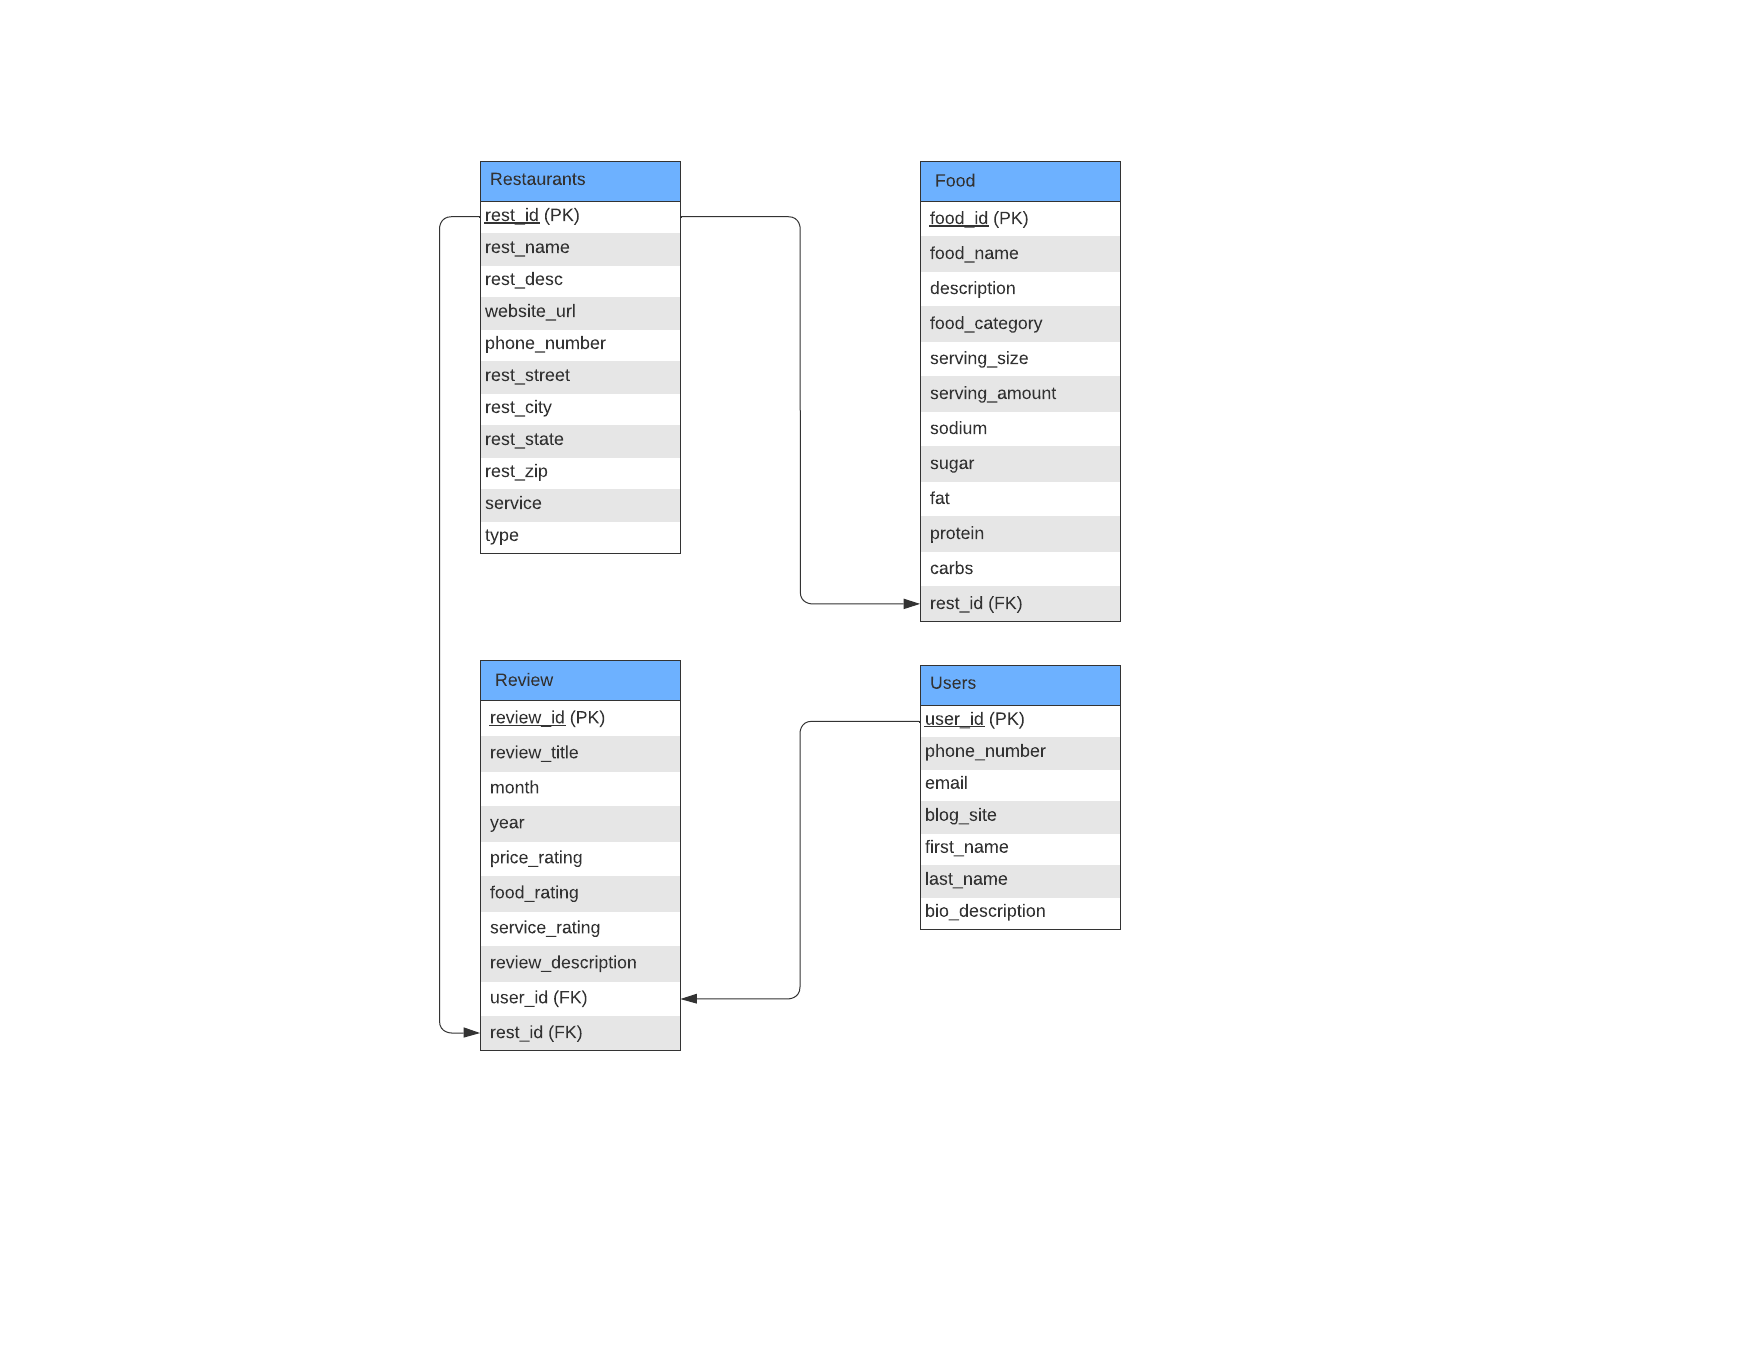 Restaurants
rest_id (PK)
rest_name
rest_desc
website_url
phone_number
rest_street
rest_city
rest_state
rest_zip
service
type
Food
food_id (PK)
food_name
description
food_category
serving_size
serving_amount
sodium
sugar
fat
protein
carbs
rest_id (FK)
Review
review_id (PK)
review_title
month
year
price_rating
food_rating
service_rating
review_description
user_id (FK)
rest_id (FK)
Users
user_id (PK)
phone_number
email
blog_site
first_name
last_name
bio_description